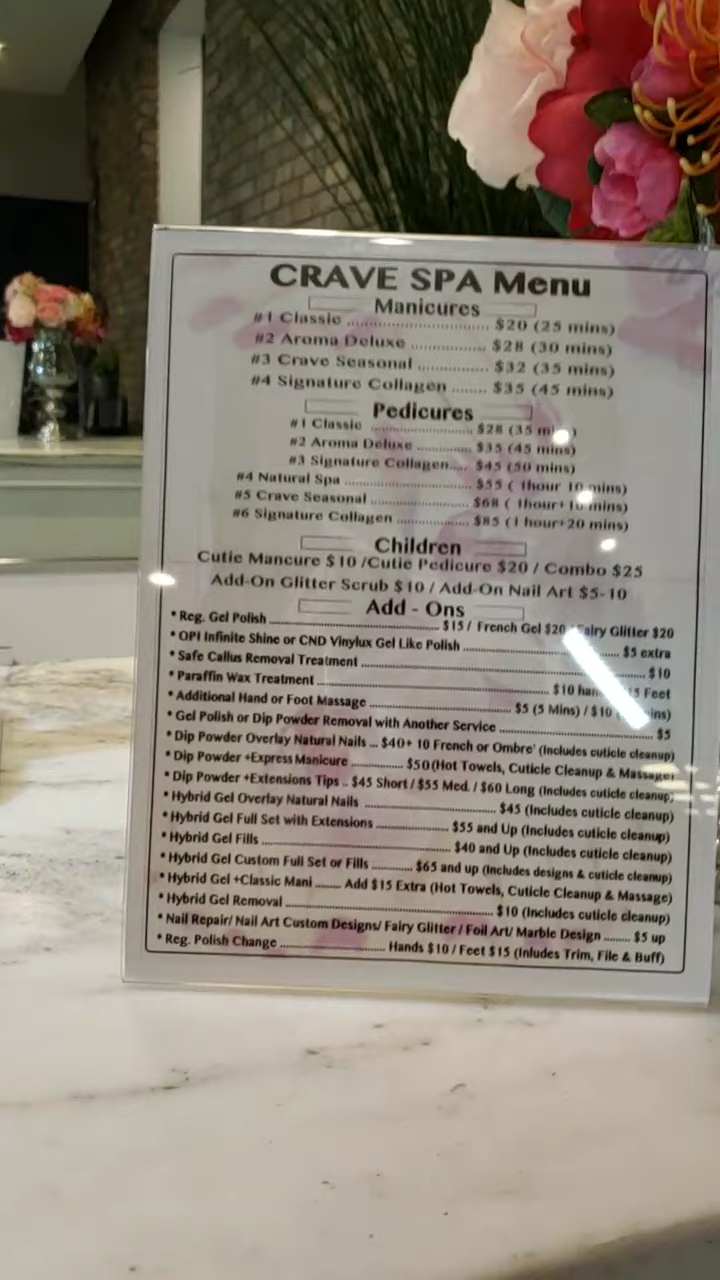 CRAVE SPA Menu
Manicures
#1 Classic ........................................ $20 (25 mins)
#2 Aroma Deluxe ..................... $28 (30 mins)
#3 Crave Seasonal .................... $32 (35 mins)
#4 Signature Collagen ......... $35 (45 mins)
Pedicures
#1 Classic ................................. $28 (35
#2 Aroma Deluxe ............... $35 (45 mins)
#3 Signature Collagen..... $45 (50 mins)
#4 Natural Spa ................................ $55 ( 1hour 10 mins)
#5 Crave Seasonal ........................... $68 ( 1hour+ mins)
#6 Signature Collagen .................. $85 (1 hour+20 mins)
Children
Cutie Mancure $10 /Cutie Pedicure $20 / Combo $25
Add-On Glitter Scrub $10 / Add-On Nail Art $5-10
Add - Ons
* Reg. Gel Polish ................................................ $15 / French Gel $20 Fairy Glitter $20
* OPI Infinite Shine or CND Vinylux Gel Like Polish ............................................ $5 extra
* Safe Callus Removal Treatment ................................................................................ $10
* Paraffin Wax Treatment .................................................................. $10 Feet
* Additional Hand or Foot Massage ......................................... $5 (5 Mins) / $10
* Gel Polish or Dip Powder Removal with Another Service ........................................... $5
* Dip Powder Overlay Natural Nails ... $40+ 10 French or Ombre' (Includes cuticle cleanup)
* Dip Powder +Express Manicure .............. $50(Hot Towels, Cuticle Cleanup & Massage)
* Dip Powder +Extensions Tips .. $45 Short / $55 Med. / $60 Long (Includes cuticle cleanup)
* Hybrid Gel Overlay Natural Nails .................................... $45 (Includes cuticle cleanup)
* Hybrid Gel Full Set with Extensions .................... $55 and Up (Includes cuticle cleanup)
* Hybrid Gel Fills ...................................................... $40 and Up (Includes cuticle cleanup)
* Hybrid Gel Custom Full Set or Fills ........... $65 and up (Includes designs & cuticle cleanup)
* Hybrid Gel +Classic Mani ....... Add $15 Extra (Hot Towels, Cuticle Cleanup & Massage)
* Hybrid Gel Removal .......................................................... $10 (Includes cuticle cleanup)
* Nail Repair/ Nail Art Custom Designs/ Fairy Glitter / Foil Art/ Marble Design ........ $5 up
* Reg. Polish Change ............................ Hands $10 / Feet $15 (Inludes Trim, File & Buff)